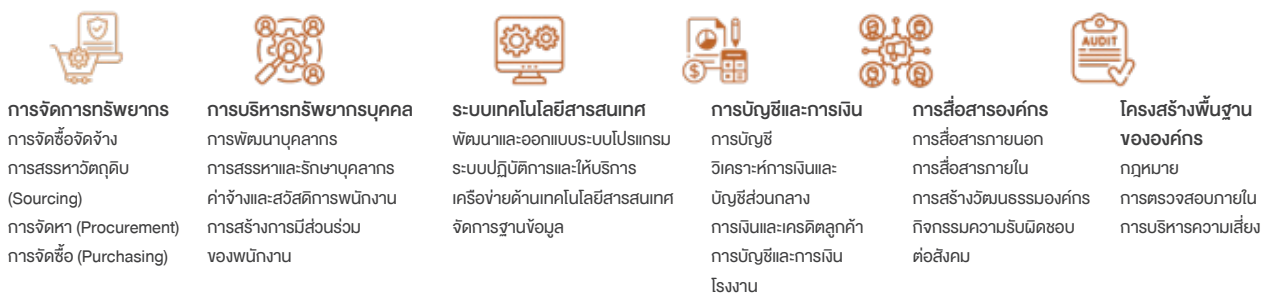 AUDIT
การจัดการทรัพยากร
การจัดซื้อจัดจ้าง
การสรรหาวัตถุดิบ
(Sourcing)
การจัดหา (Procurement)
การจัดซื้อ (Purchasing)
การบริหารทรัพยากรบุคคล
การพัฒนาบุคลากร
การสรรหาและรักษาบุคลากร
ค่าจ้างและสวัสดิการพนักงาน
การสร้างการมีส่วนร่วม
ของพนักงาน
ระบบเทคโนโลยีสารสนเทศ
พัฒนาและออกแบบระบบโปรแกรม
ระบบปฏิบัติการและให้บริการ
เครือข่ายด้านเทคโนโลยีสารสนเทศ
จัดการฐานข้อมูล
การบัญชีและการเงิน
การบัญชี
วิเคราะห์การเงินและ
บัญชีส่วนกลาง
การเงินและเครดิตลูกค้า
การบัญชีและการเงิน
โรงงาน
การสื่อสารองค์กร
การสื่อสารภายนอก
การสื่อสารภายใน
การสร้างวัฒนธรรมองค์กร
กิจกรรมความรับผิดชอบ
ต่อสังคม
โครงสร้างพื้นฐาน
ขององค์กร
กฎหมาย
การตรวจสอบภายใน
การบริหารความเสี่ยง